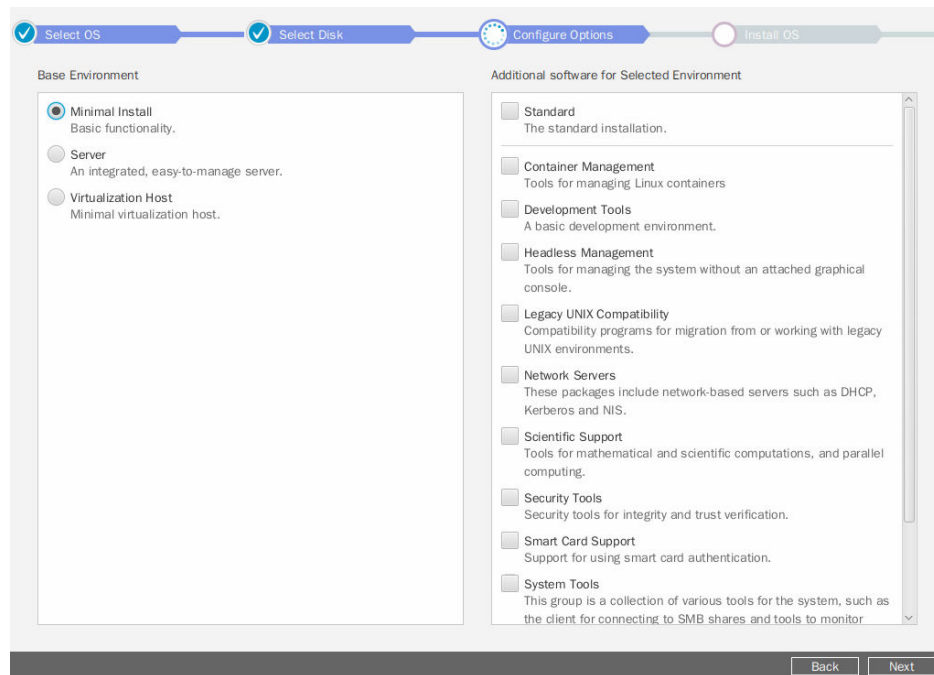 Select OS
Select Disk
Configure Options
Install OS
Base Environment
Minimal Install
Basic functionality.
Server
An integrated, easy-to-manage server.
Virtualization Host
Minimal virtualization host.
Additional software for Selected Environment
Standard
The standard installation.
Container Management
Tools for managing Linux containers
Development Tools
A basic development environment.
Headless Management
Tools for managing the system without an attached graphical
console.
Legacy UNIX Compatibility
Compatibility programs for migration from or working with legacy
UNIX environments.
Network Servers
These packages include network-based servers such as DHCP,
Kerberos and NIS.
Scientific Support
Tools for mathematical and scientific computations, and parallel
computing.
Security Tools
Security tools for integrity and trust verification.
Smart Card Support
Support for using smart card authentication.
System Tools
This group is a collection of various tools for the system, such as
the client for connecting to SMB shares and tools to monitor
Back
Next